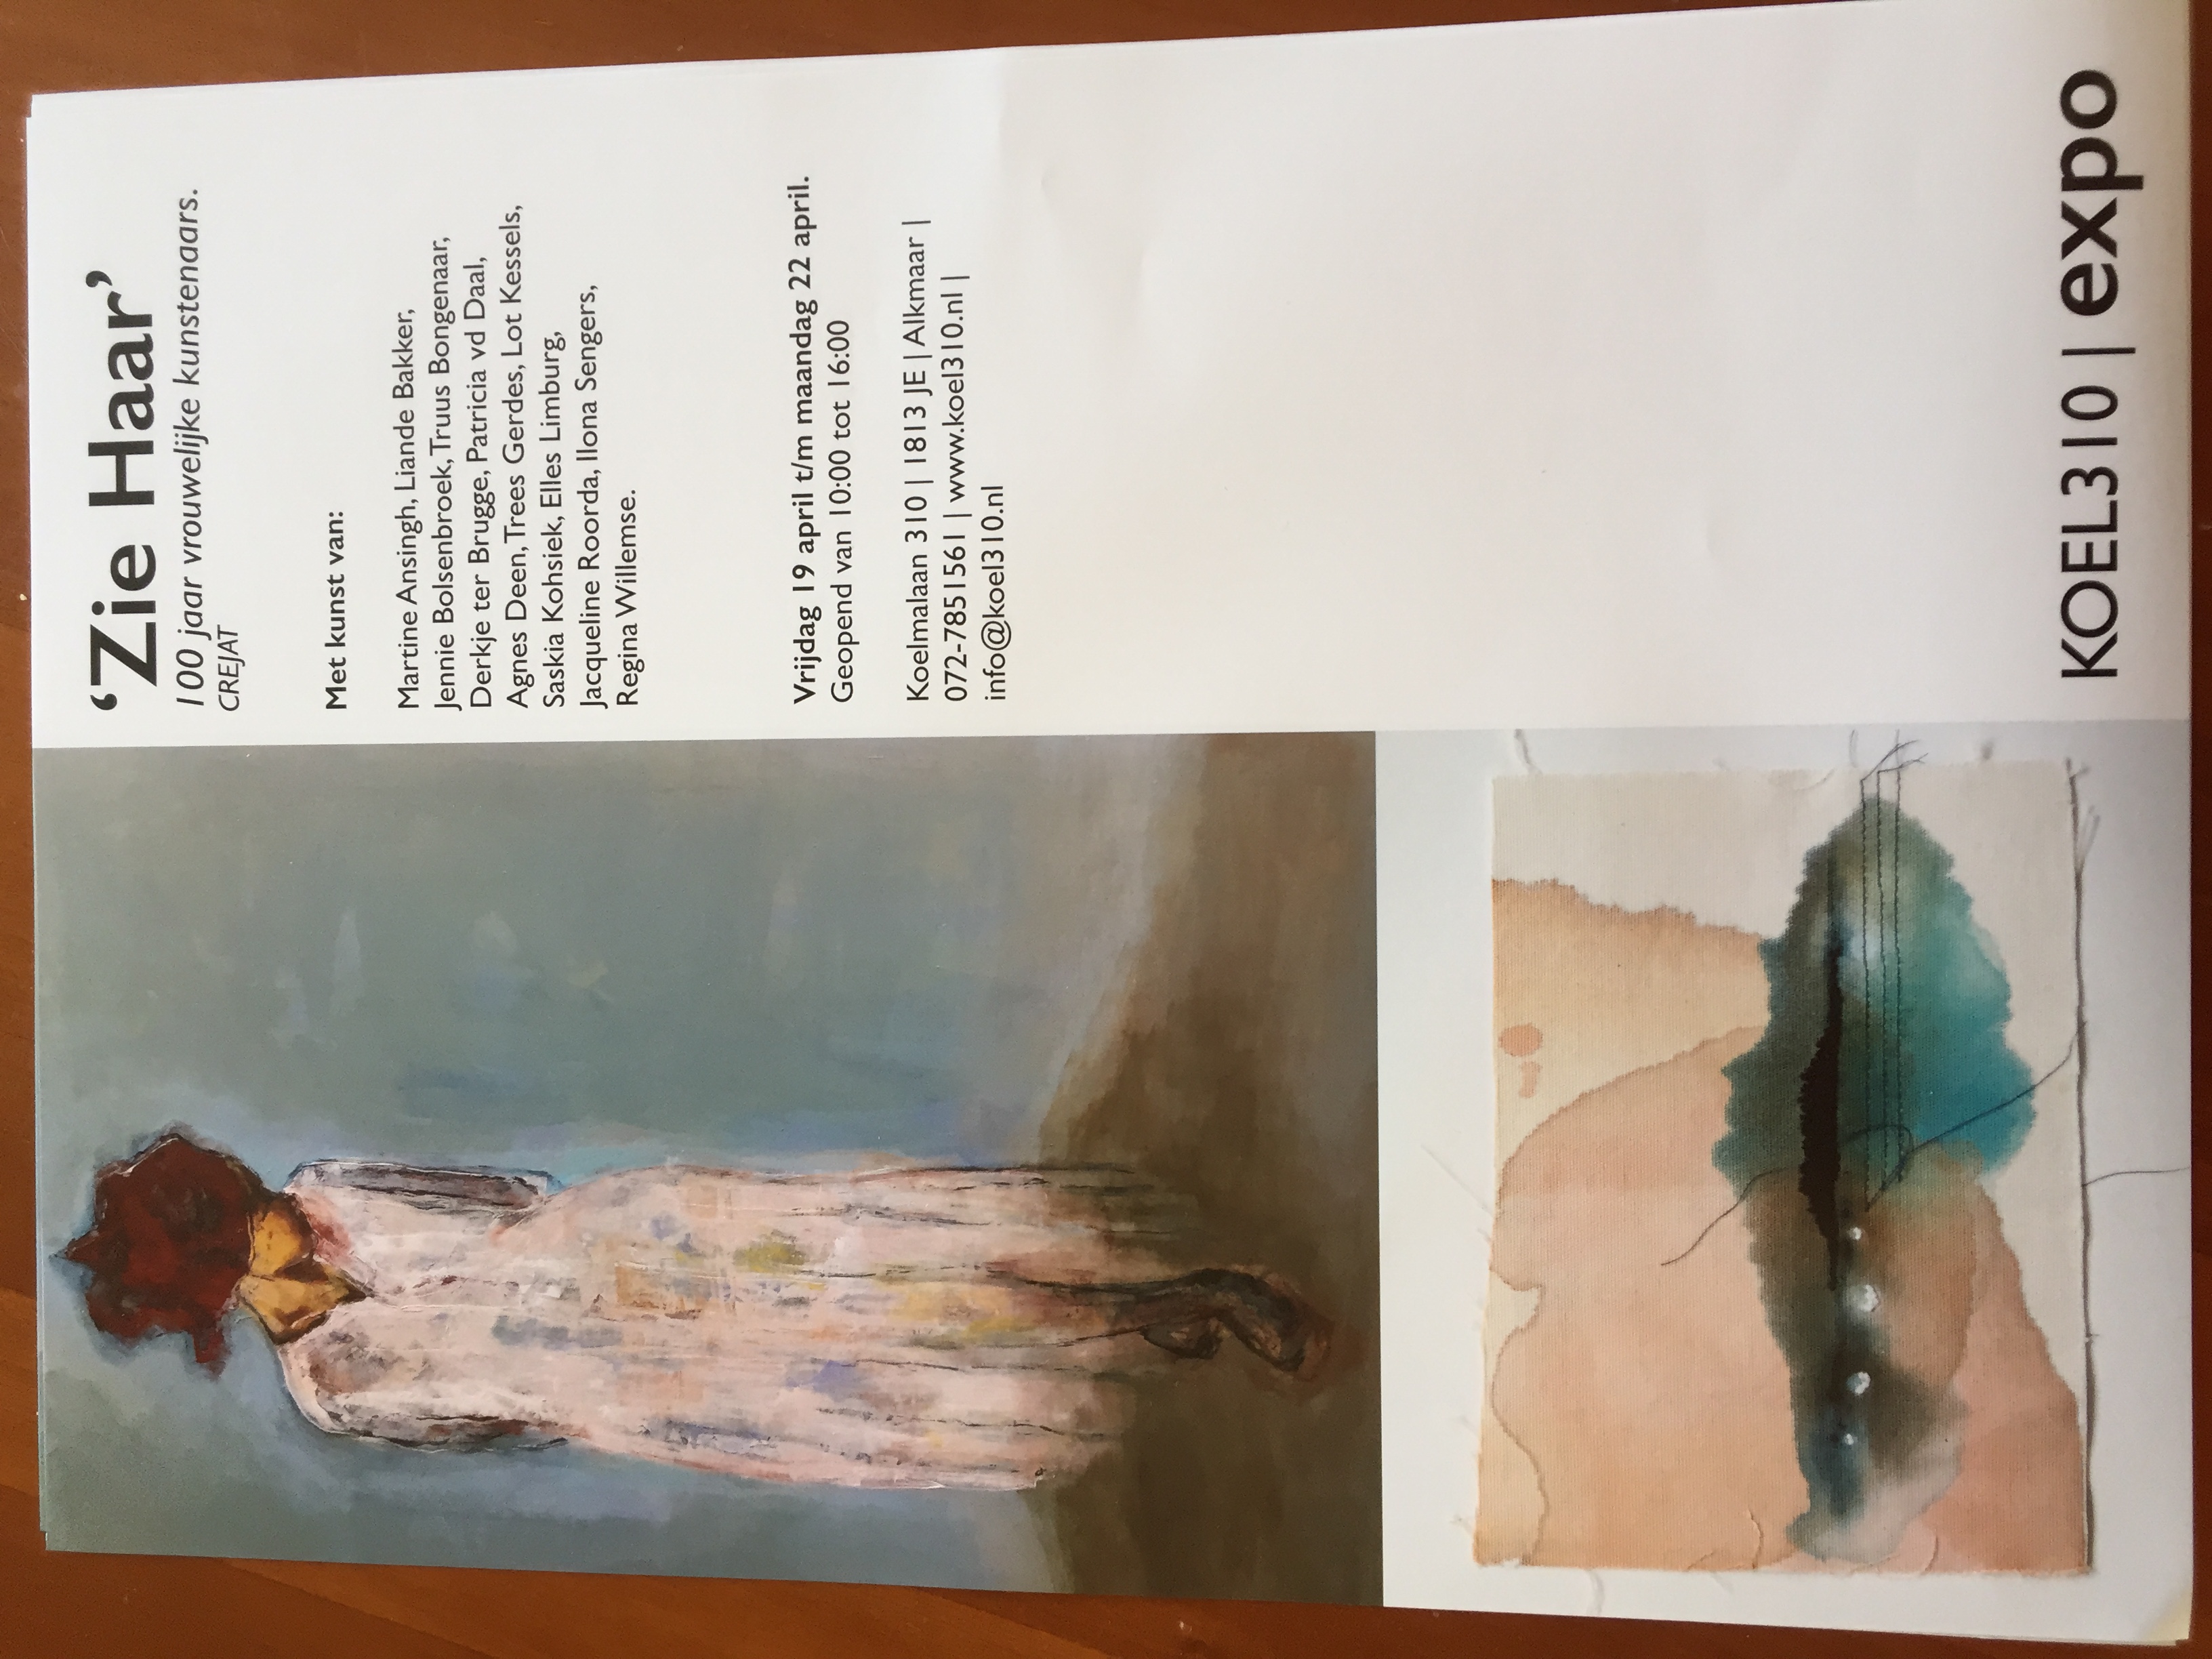 ‘Zie Haar’
100 jaar vrouwelijke kunstenaars.
CREJAT
Met kunst van:
Martine Ansingh, Liande Bakker,
Jennie Bolsenbroek, Truus Bongenaar,
Derkje ter Brugge, Patricia vd Daal,
Agnes Deen, Trees Gerdes, Lot Kessels,
Saskia Kohsiek, Elles Limburg,
Jacqueline Roorda, Ilona Sengers,
Regina Willemse.
Vrijdag 19 april t/m maandag 22 april.
Geopend van 10:00 tot 16:00
Koelmalaan 310 | 1813 JE | Alkmaar |
072-7851561 | www.koel310.nl |
info@koel310.nl
KOEL310 | expo